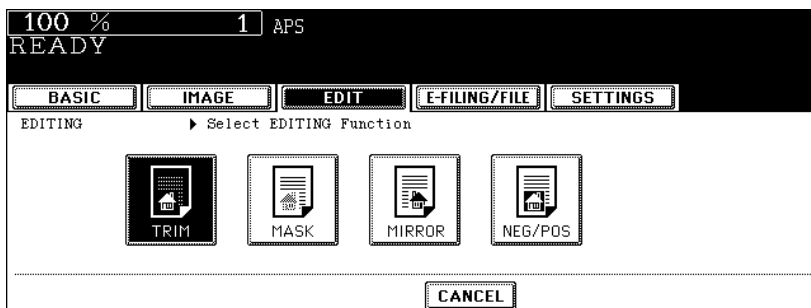 100 % 1 APS
READY
BASIC IMAGE EDIT E-FILING/FILE SETTINGS
EDITING ▶ Select EDITING Function
TRIM MASK MIRROR NEG/POS
CANCEL